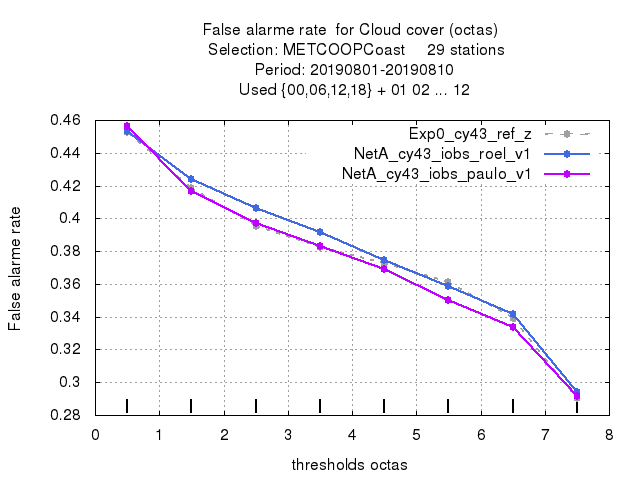 False alarme rate  for Cloud cover (octas)
Selection: METCOOPCoast     29 stations
Period: 20190801-20190810
Used {00,06,12,18} + 01 02 ... 12
Exp0_cy43_ref_z
NetA_cy43_iobs_roel_v1
NetA_cy43_iobs_paulo_v1
False alarme rate
0.46
0.44
0.42
0.4
0.38
0.36
0.34
0.32
0.3
0.28
0 1 2 3 4 5 6 7 8
thresholds octas